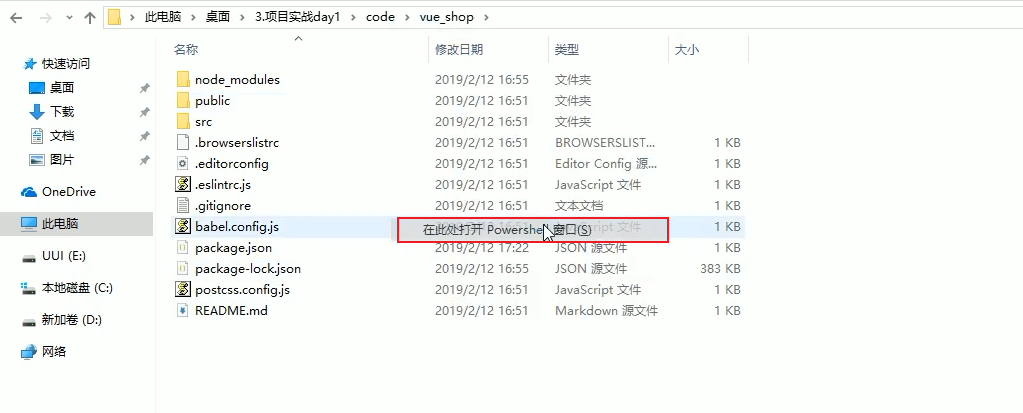 此电脑 › 桌面 › 3.项目实战day1 › code › vue_shop ›
名称 修改日期 类型 大小
快速访问
桌面
下载
文档
图片
OneDrive
此电脑
UUI (E:)
本地磁盘 (C:)
新加卷 (D:)
网络
node_modules 2019/2/12 16:55 文件夹
public 2019/2/12 16:51 文件夹
src 2019/2/12 16:51 文件夹
.browserslistrc 2019/2/12 16:51 BROWSERSLIST... 1 KB
.editorconfig 2019/2/12 16:51 Editor Config 源... 1 KB
.eslintrc.js 2019/2/12 16:51 JavaScript 文件 1 KB
.gitignore 2019/2/12 16:51 文本文档 1 KB
babel.config.js 1 KB
在此处打开 Powershell 窗口(S)
package.json 2019/2/12 17:22 JSON 源文件 1 KB
package-lock.json 2019/2/12 16:55 JSON 源文件 383 KB
postcss.config.js 2019/2/12 16:51 JavaScript 文件 1 KB
README.md 2019/2/12 16:51 Markdown 源文件 1 KB